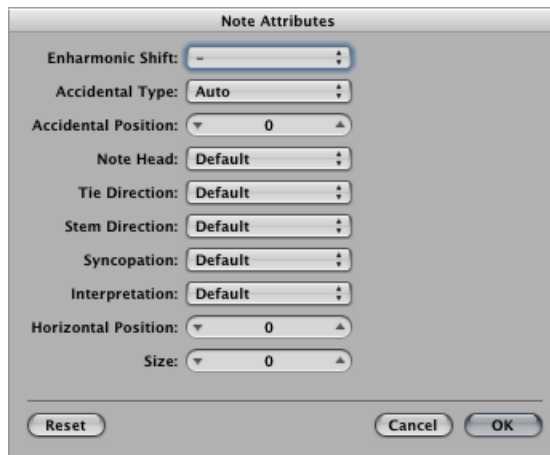 Note Attributes
Enharmonic Shift: –
Accidental Type: Auto
Accidental Position: 0
Note Head: Default
Tie Direction: Default
Stem Direction: Default
Syncopation: Default
Interpretation: Default
Horizontal Position: 0
Size: 0
Reset Cancel OK